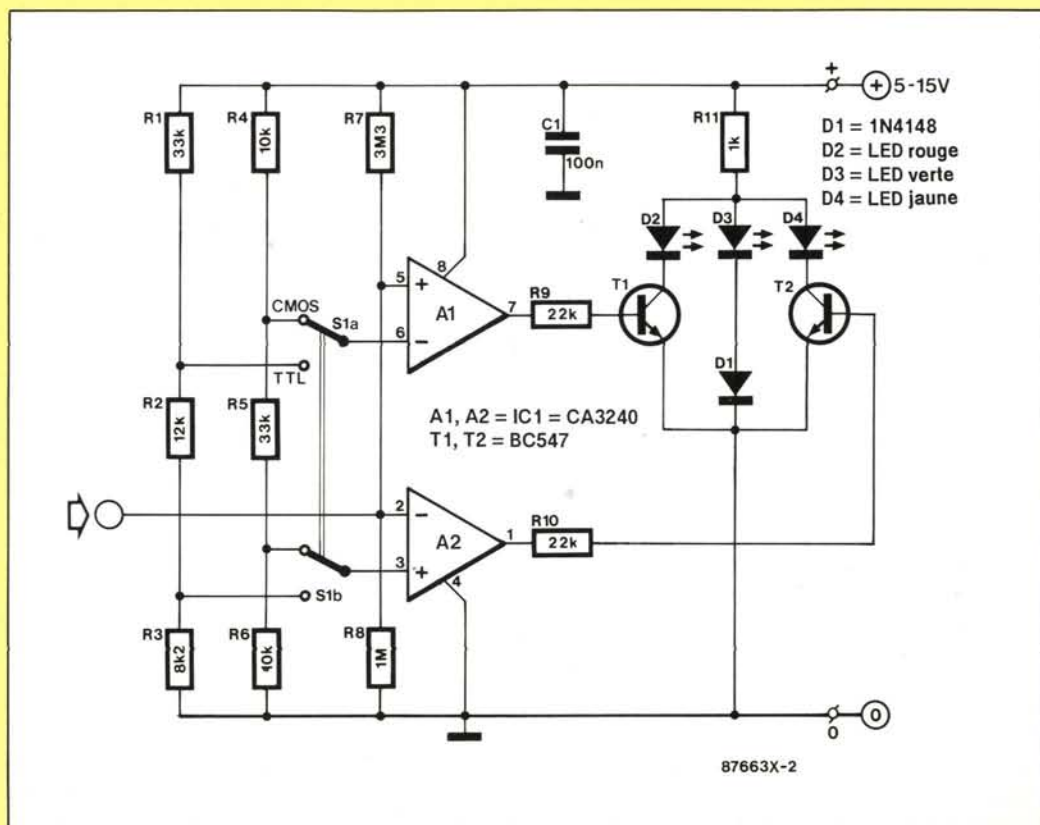 +
+ 5-15V
R1
33k
R4
10k
R7
3M3
C1
100n
R11
1k
D1 = 1N4148
D2 = LED rouge
D3 = LED verte
D4 = LED jaune
D2
D3
D4
8
5
+
A1
7
R9
22k
T1
T2
CMOS
S1a
6
−
TTL
D1
R2
12k
R5
33k
A1, A2 = IC1 = CA3240
T1, T2 = BC547
2
−
A2
1
R10
22k
3
+
4
S1b
R3
8k2
R6
10k
R8
1M
0
0
87663X-2